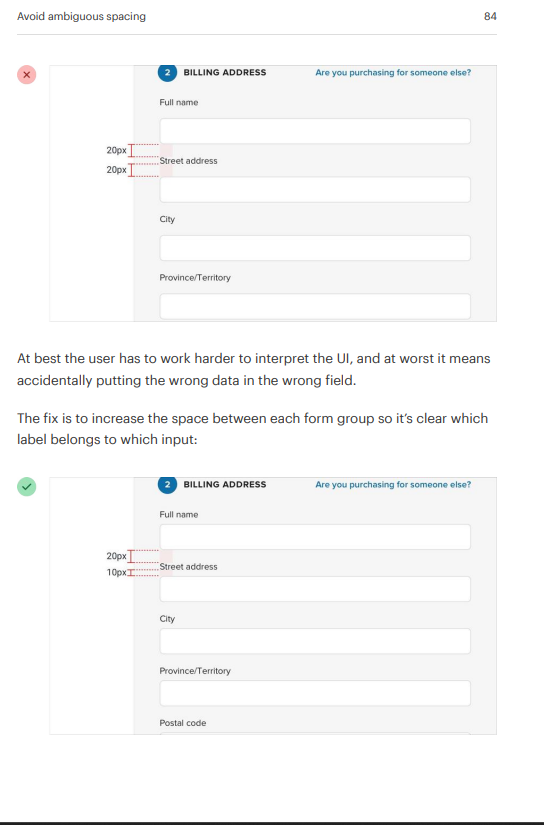 Avoid ambiguous spacing 84
2 BILLING ADDRESS Are you purchasing for someone else?
Full name
20px
Street address
20px
City
Province/Territory
At best the user has to work harder to interpret the UI, and at worst it means
accidentally putting the wrong data in the wrong field.
The fix is to increase the space between each form group so it’s clear which
label belongs to which input:
2 BILLING ADDRESS Are you purchasing for someone else?
Full name
20px
Street address
10px
City
Province/Territory
Postal code